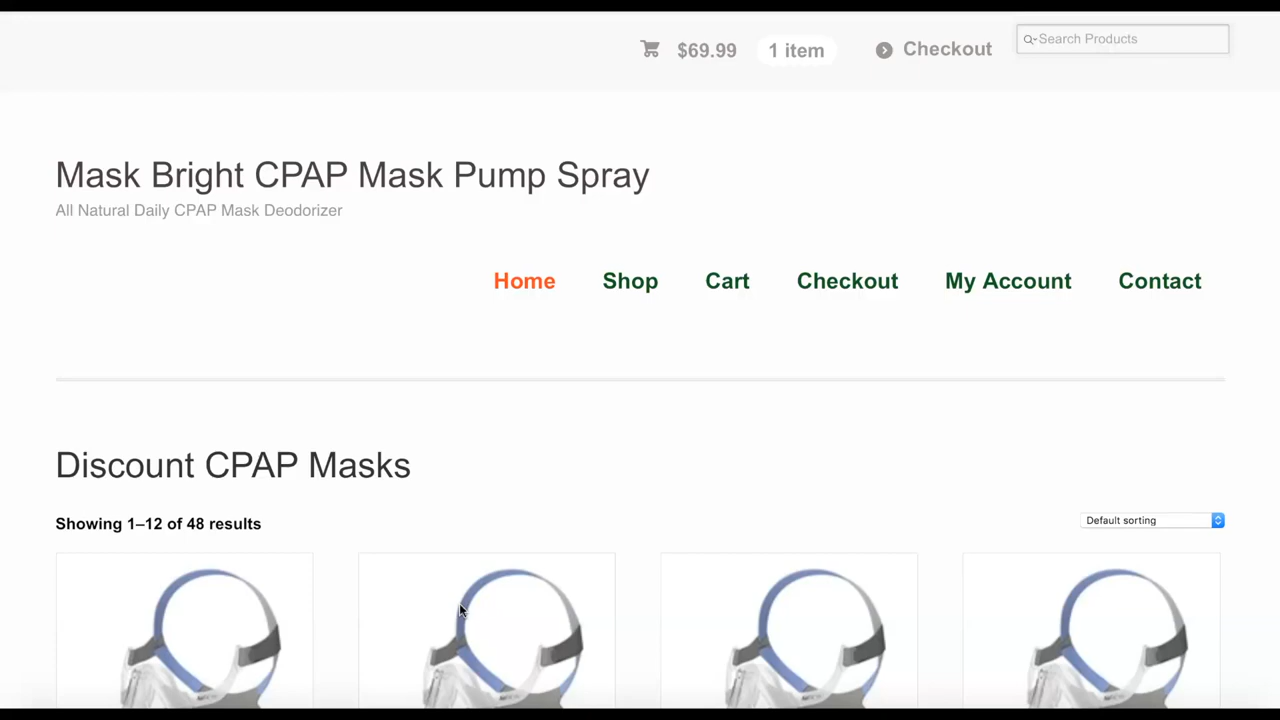 $69.99 1 item Checkout Search Products
Mask Bright CPAP Mask Pump Spray
All Natural Daily CPAP Mask Deodorizer
Home Shop Cart Checkout My Account Contact
Discount CPAP Masks
Showing 1–12 of 48 results Default sorting